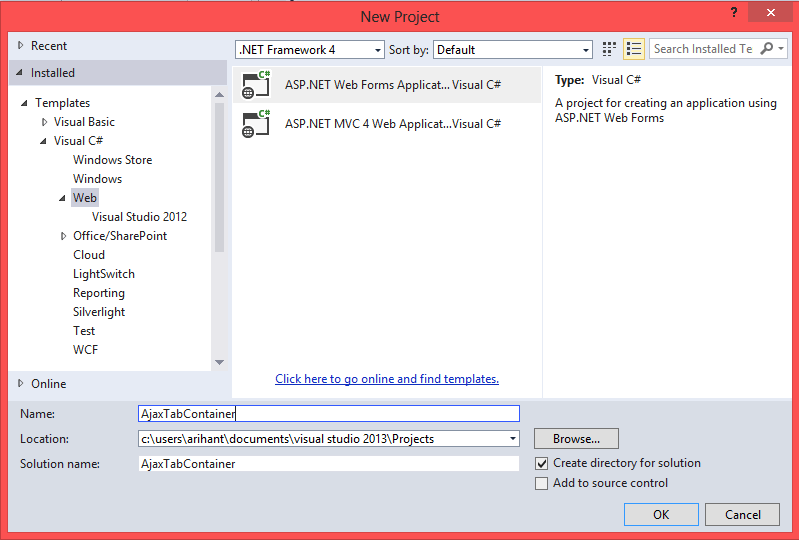 New Project
?
Recent
Installed
Templates
Visual Basic
Visual C#
Windows Store
Windows
Web
Visual Studio 2012
Office/SharePoint
Cloud
LightSwitch
Reporting
Silverlight
Test
WCF
Online
.NET Framework 4
Sort by: Default
Search Installed Te
C# ASP.NET Web Forms Applicat... Visual C#
C# ASP.NET MVC 4 Web Applicat...Visual C#
Click here to go online and find templates.
Type: Visual C#
A project for creating an application using
ASP.NET Web Forms
Name: AjaxTabContainer
Location: c:\users\arihant\documents\visual studio 2013\Projects
Browse...
Solution name: AjaxTabContainer
Create directory for solution
Add to source control
OK
Cancel